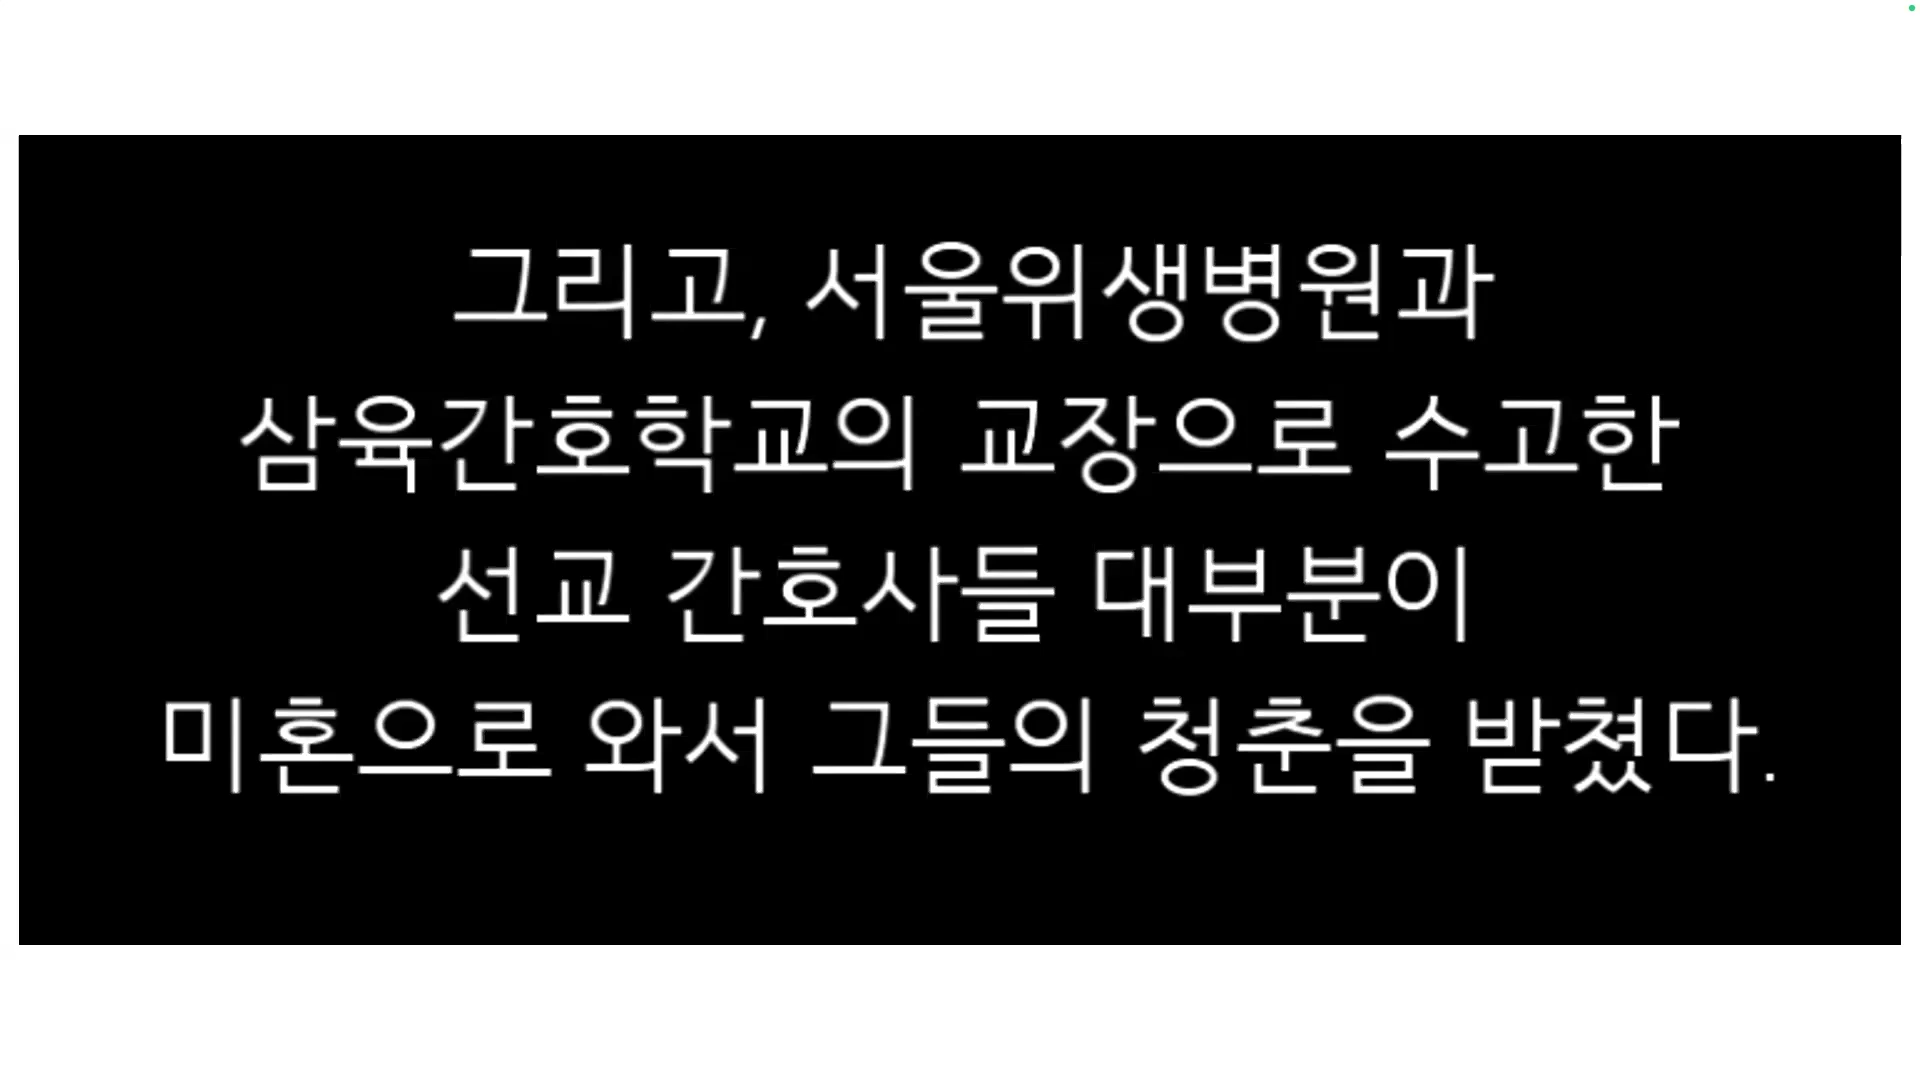 그리고, 서울위생병원과
삼육간호학교의 교장으로 수고한
선교 간호사들 대부분이
미혼으로 와서 그들의 청춘을 받쳤다.